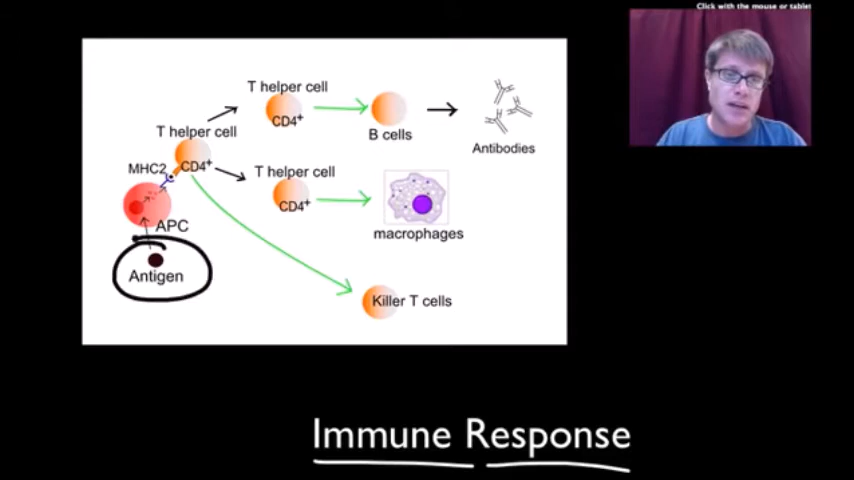 Click with the mouse or tablet
T helper cell
T helper cell
CD4+
B cells
Antibodies
MHC2
CD4+
T helper cell
CD4+
APC
macrophages
Antigen
Killer T cells
Immune Response